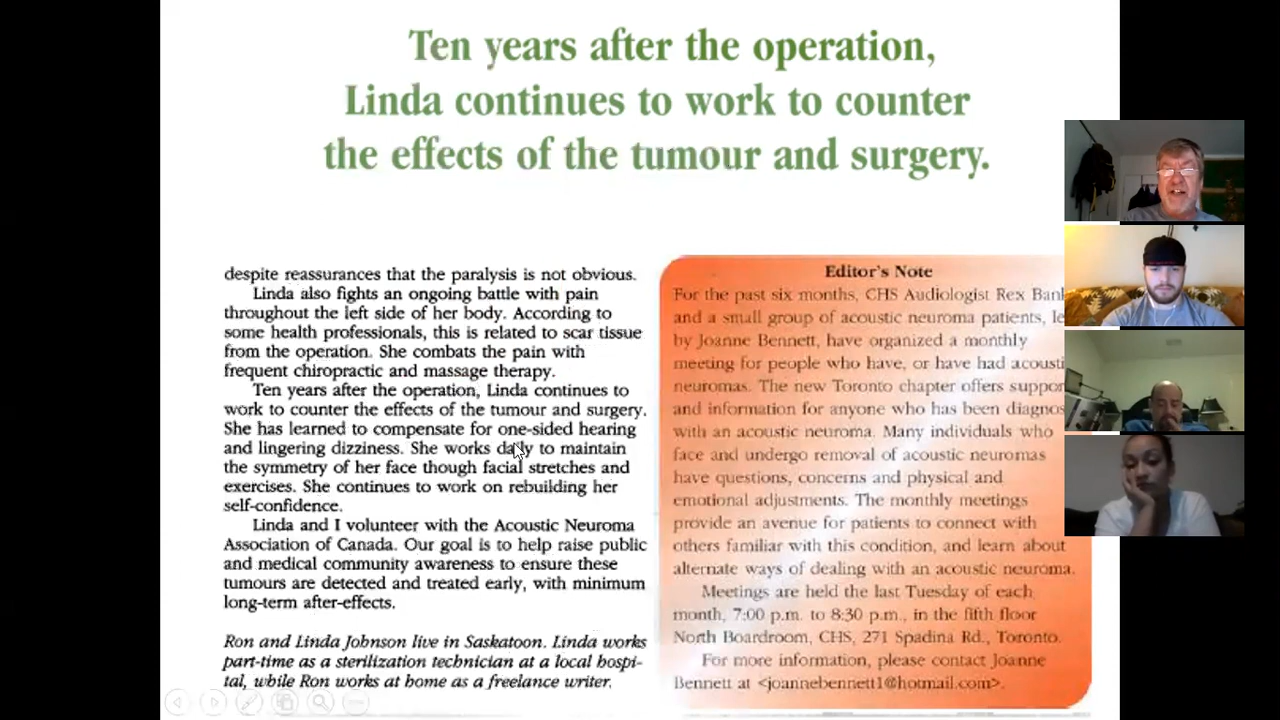 Ten years after the operation,
Linda continues to work to counter
the effects of the tumour and surgery.
despite reassurances that the paralysis is not obvious.
Linda also fights an ongoing battle with pain
throughout the left side of her body. According to
some health professionals, this is related to scar tissue
from the operation. She combats the pain with
frequent chiropractic and massage therapy.
Ten years after the operation, Linda continues to
work to counter the effects of the tumour and surgery.
She has learned to compensate for one-sided hearing
and lingering dizziness. She works daily to maintain
the symmetry of her face though facial stretches and
exercises. She continues to work on rebuilding her
self-confidence.
Linda and I volunteer with the Acoustic Neuroma
Association of Canada. Our goal is to help raise public
and medical community awareness to ensure these
tumours are detected and treated early, with minimum
long-term after-effects.
Ron and Linda Johnson live in Saskatoon. Linda works
part-time as a sterilization technician at a local hospi-
tal, while Ron works at home as a freelance writer.
Editor's Note
For the past six months, CHS Audiologist Rex
and a small group of acoustic neuroma patients,
by Joanne Bennett, have organized a monthly
meeting for people who have, or have had
neuromas. The new Toronto chapter offers
and information for anyone who has been
with an acoustic neuroma. Many individuals who
face and undergo removal of acoustic neuromas
have questions, concerns and physical and
emotional adjustments. The monthly meetings
provide an avenue for patients to connect with
others familiar with this condition, and learn about
alternate ways of dealing with an acoustic neuroma.
Meetings are held the last Tuesday of each
month, 7:00 p.m. to 8:30 p.m., in the fifth floor
North Boardroom, CHS, 271 Spadina Rd., Toronto.
For more information, please contact Joanne
Bennett at <joannebennett1@hotmail.com>.